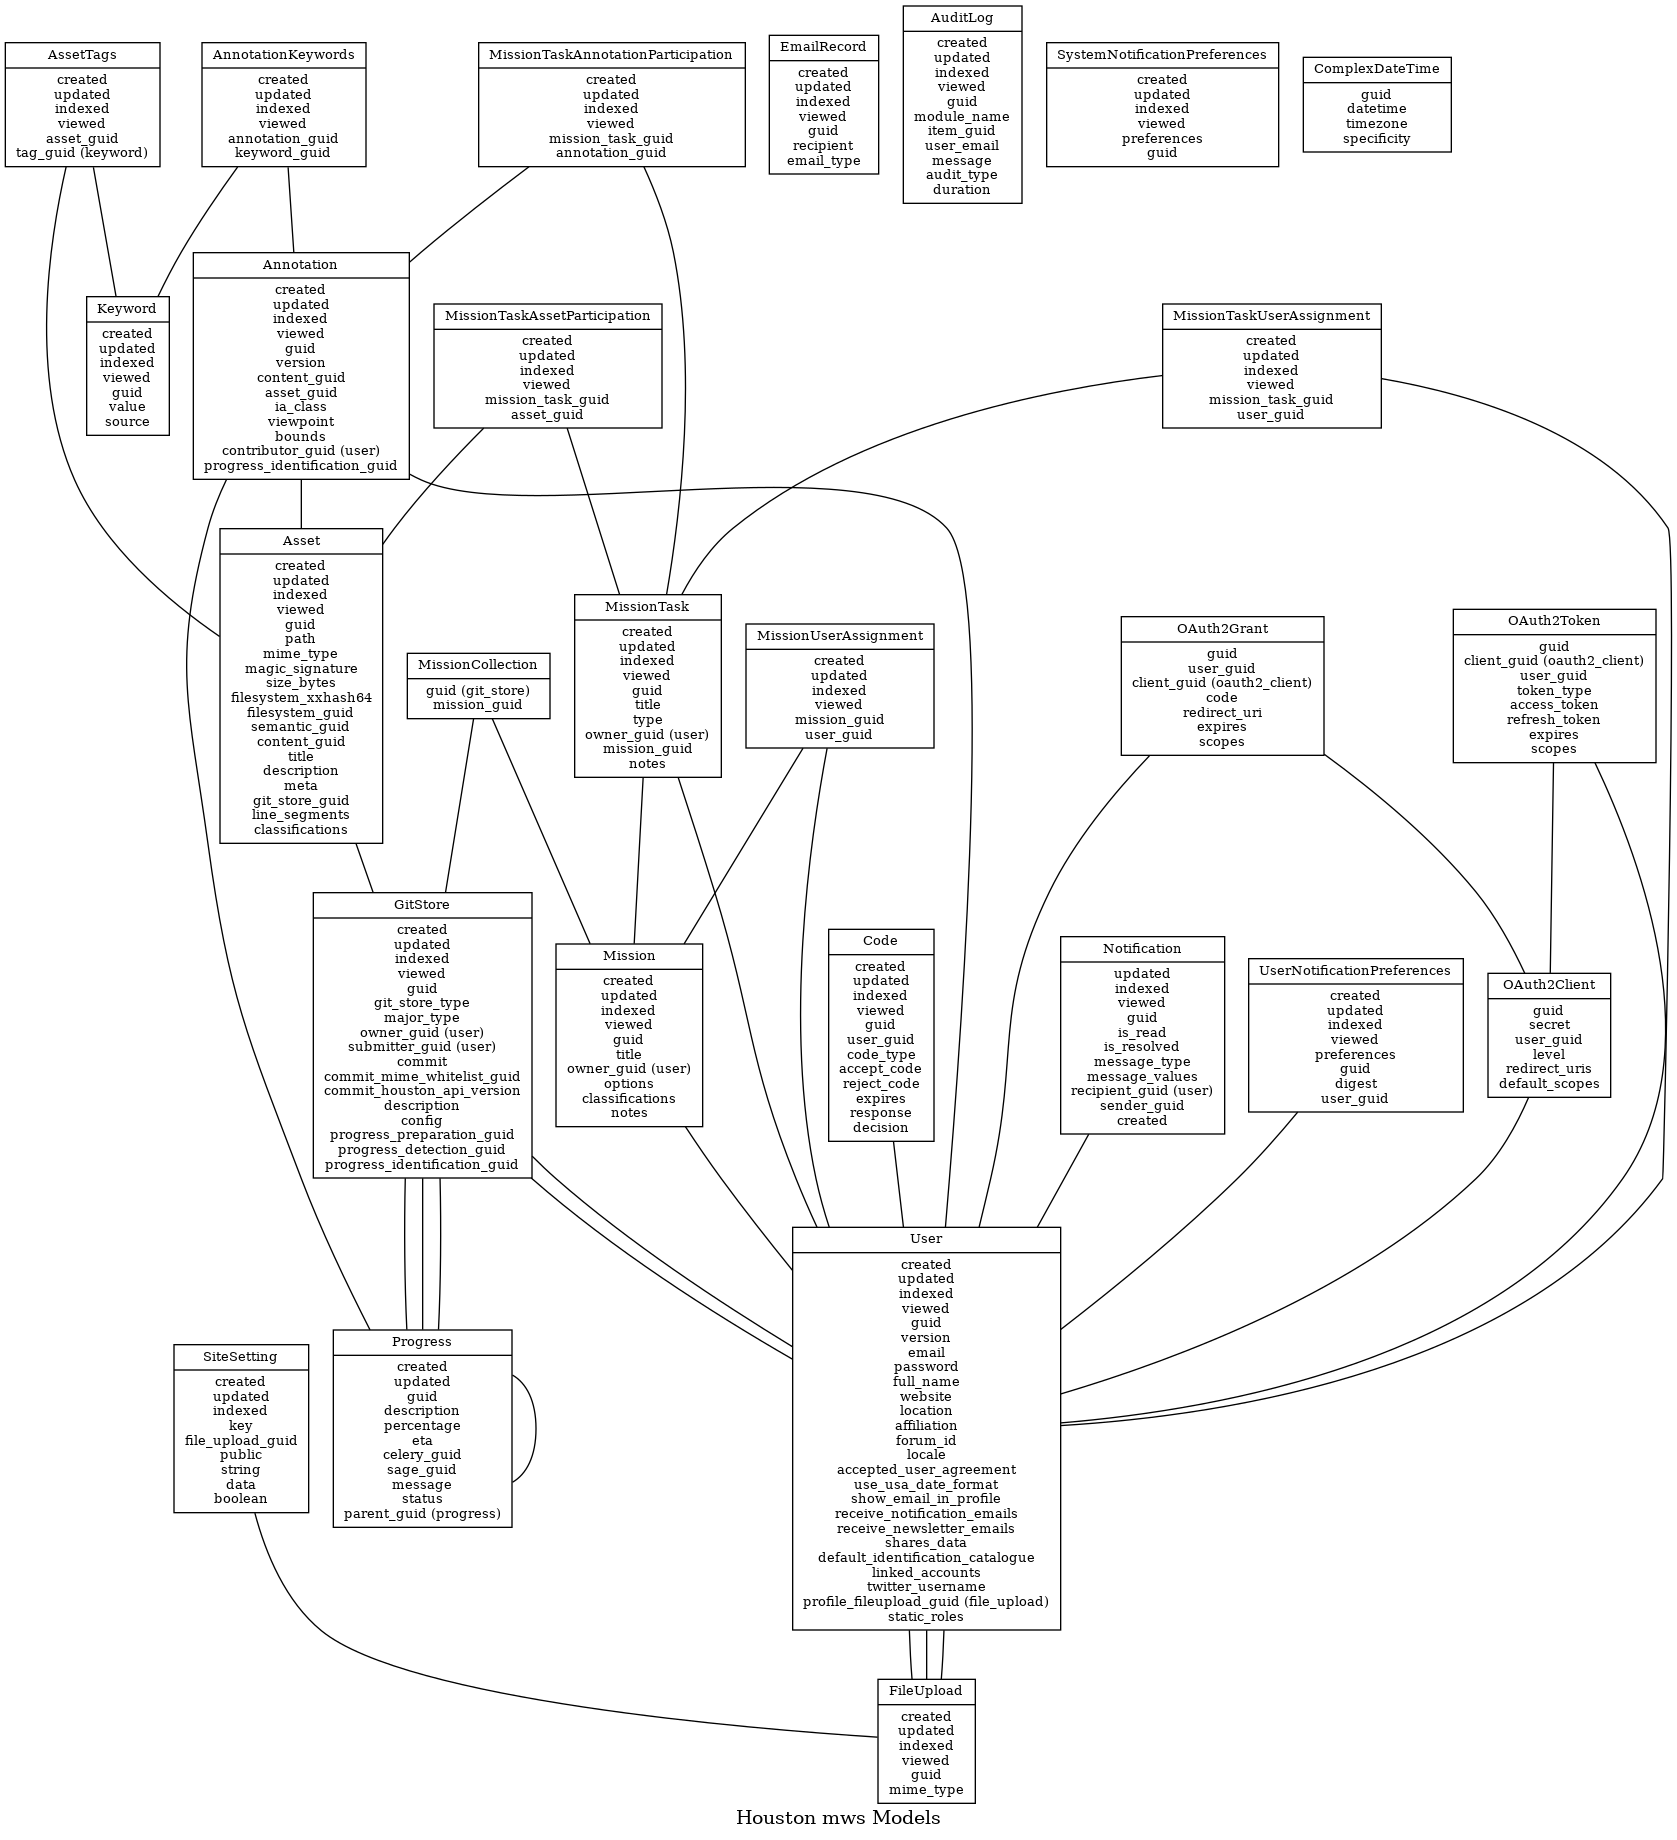 AssetTags
created
updated
indexed
viewed
asset_guid
tag_guid (keyword)
AnnotationKeywords
created
updated
indexed
viewed
annotation_guid
keyword_guid
MissionTaskAnnotationParticipation
created
updated
indexed
viewed
mission_task_guid
annotation_guid
EmailRecord
created
updated
indexed
viewed
guid
recipient
email_type
AuditLog
created
updated
indexed
viewed
guid
module_name
item_guid
user_email
message
audit_type
duration
SystemNotificationPreferences
created
updated
indexed
viewed
preferences
guid
ComplexDateTime
guid
datetime
timezone
specificity
Keyword
created
updated
indexed
viewed
guid
value
source
Annotation
created
updated
indexed
viewed
guid
version
content_guid
asset_guid
ia_class
viewpoint
bounds
contributor_guid (user)
progress_identification_guid
MissionTaskAssetParticipation
created
updated
indexed
viewed
mission_task_guid
asset_guid
MissionTaskUserAssignment
created
updated
indexed
viewed
mission_task_guid
user_guid
Asset
created
updated
indexed
viewed
guid
path
mime_type
magic_signature
size_bytes
filesystem_xxhash64
filesystem_guid
semantic_guid
content_guid
title
description
meta
git_store_guid
line_segments
classifications
MissionCollection
guid (git_store)
mission_guid
MissionTask
created
updated
indexed
viewed
guid
title
type
owner_guid (user)
mission_guid
notes
MissionUserAssignment
created
updated
indexed
viewed
mission_guid
user_guid
OAuth2Grant
guid
user_guid
client_guid (oauth2_client)
code
redirect_uri
expires
scopes
OAuth2Token
guid
client_guid (oauth2_client)
user_guid
token_type
access_token
refresh_token
expires
scopes
GitStore
created
updated
indexed
viewed
guid
git_store_type
major_type
owner_guid (user)
submitter_guid (user)
commit
commit_mime_whitelist_guid
commit_houston_api_version
description
config
progress_preparation_guid
progress_detection_guid
progress_identification_guid
Mission
created
updated
indexed
viewed
guid
title
owner_guid (user)
options
classifications
notes
Code
created
updated
indexed
viewed
guid
user_guid
code_type
accept_code
reject_code
expires
response
decision
Notification
updated
indexed
viewed
guid
is_read
is_resolved
message_type
message_values
recipient_guid (user)
sender_guid
created
UserNotificationPreferences
created
updated
indexed
viewed
preferences
guid
digest
user_guid
OAuth2Client
guid
secret
user_guid
level
redirect_uris
default_scopes
SiteSetting
created
updated
indexed
key
file_upload_guid
public
string
data
boolean
Progress
created
updated
guid
description
percentage
eta
celery_guid
sage_guid
message
status
parent_guid (progress)
User
created
updated
indexed
viewed
guid
version
email
password
full_name
website
location
affiliation
forum_id
locale
accepted_user_agreement
use_usa_date_format
show_email_in_profile
receive_notification_emails
receive_newsletter_emails
shares_data
default_identification_catalogue
linked_accounts
twitter_username
profile_fileupload_guid (file_upload)
static_roles
FileUpload
created
updated
indexed
viewed
guid
mime_type
Houston mws Models